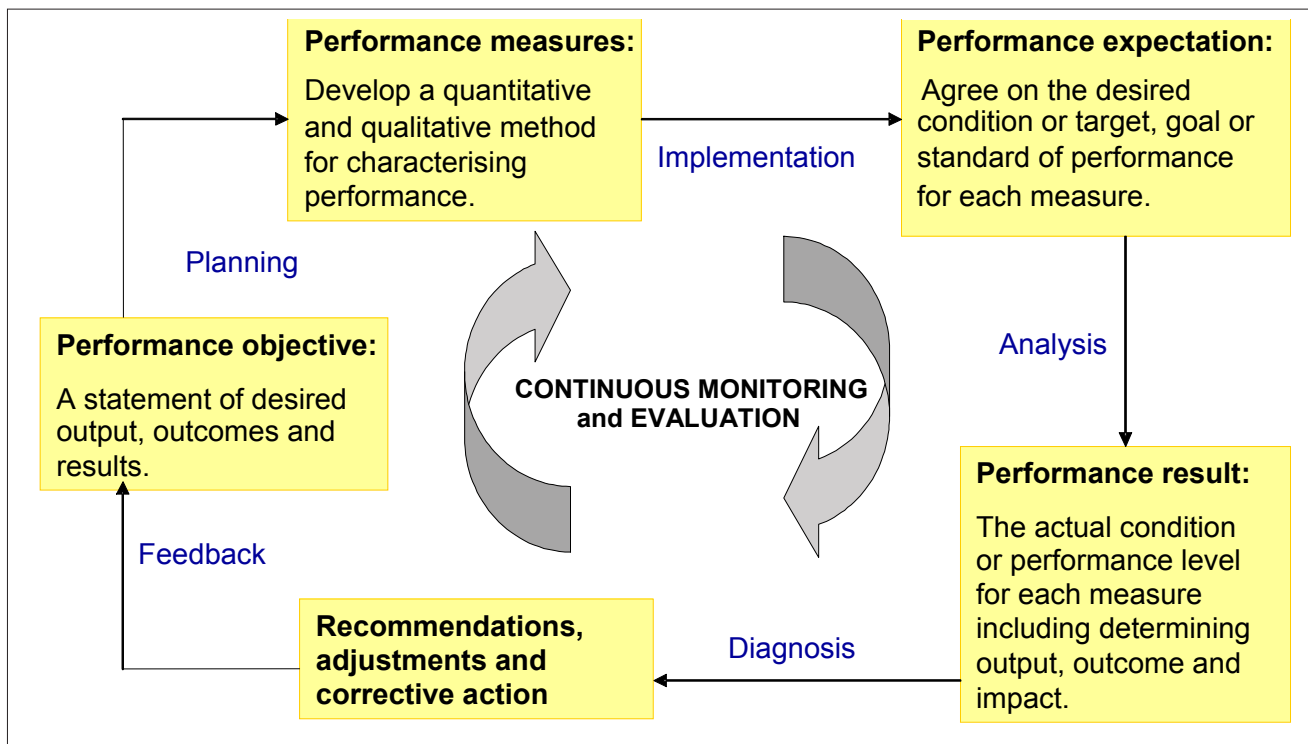 Performance measures:
Develop a quantitative
and qualitative method
for characterising
performance.
Implementation
Performance expectation:
Agree on the desired
condition or target, goal or
standard of performance
for each measure.
Planning
Analysis
Performance objective:
A statement of desired
output, outcomes and
results.
CONTINUOUS MONITORING
and EVALUATION
Performance result:
The actual condition
or performance level
for each measure
including determining
output, outcome and
impact.
Feedback
Diagnosis
Recommendations,
adjustments and
corrective action